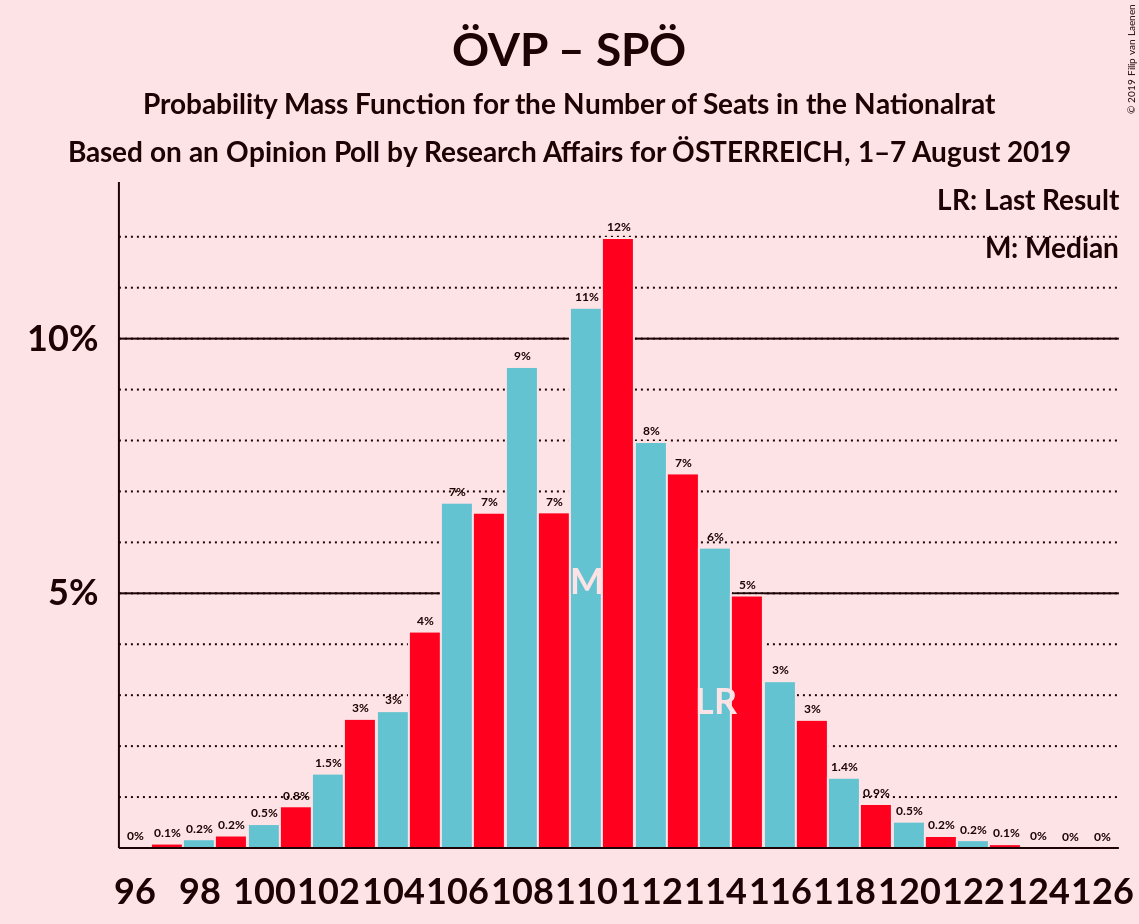 ÖVP – SPÖ
Probability Mass Function for the Number of Seats in the Nationalrat
Based on an Opinion Poll by Research Affairs for ÖSTERREICH, 1–7 August 2019
© 2019 Filip van Laenen
LR: Last Result
M: Median
10%
5%
0% 0.1% 0.2% 0.2% 0.5% 0.8% 1.5% 3% 3% 4% 7% 7% 9% 7% 11% 12% 8% 7% 6% 5% 3% 3% 1.4% 0.9% 0.5% 0.2% 0.2% 0.1% 0% 0% 0%
M
LR
96 98 100 102 104 106 108 110 112 114 116 118 120 122 124 126